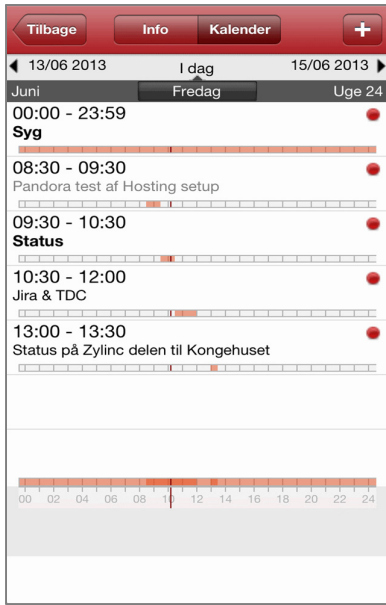 Tilbage Info Kalender +
13/06 2013 I dag 15/06 2013
Juni Fredag Uge 24
00:00 - 23:59
Syg
08:30 - 09:30
Pandora test af Hosting setup
09:30 - 10:30
Status
10:30 - 12:00
Jira & TDC
13:00 - 13:30
Status på Zylinc delen til Kongehuset
00 02 04 06 08 10 12 14 16 18 20 22 24